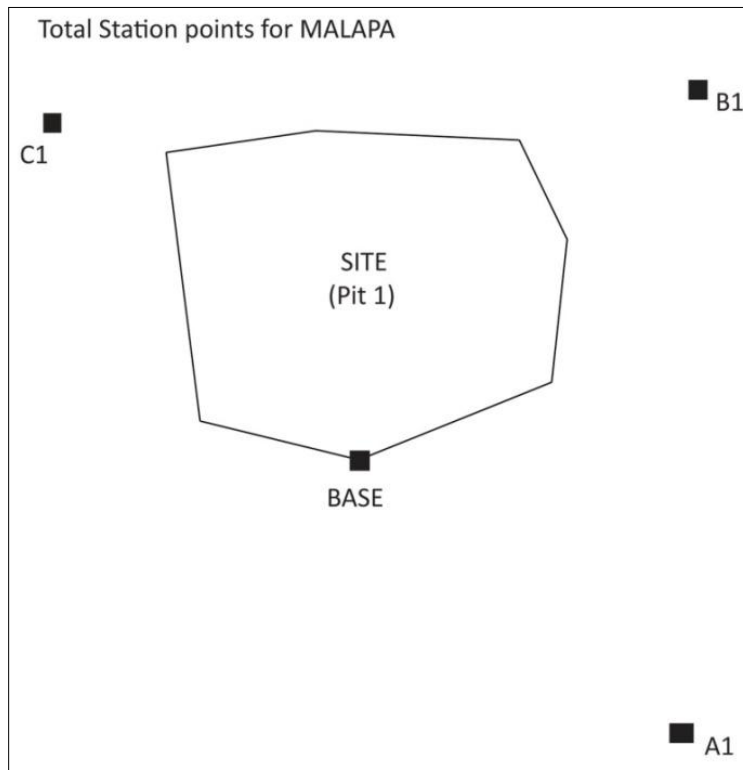 Total Station points for MALAPA
B1
C1
SITE
(Pit 1)
BASE
A1